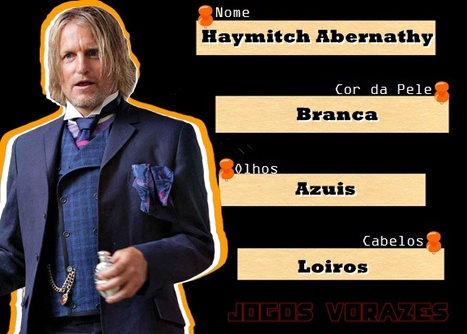 Nome
Haymitch Abernathy
Cor da Pele
Branca
Olhos
Azuis
Cabelos
Loiros
JOGOS VORAZES